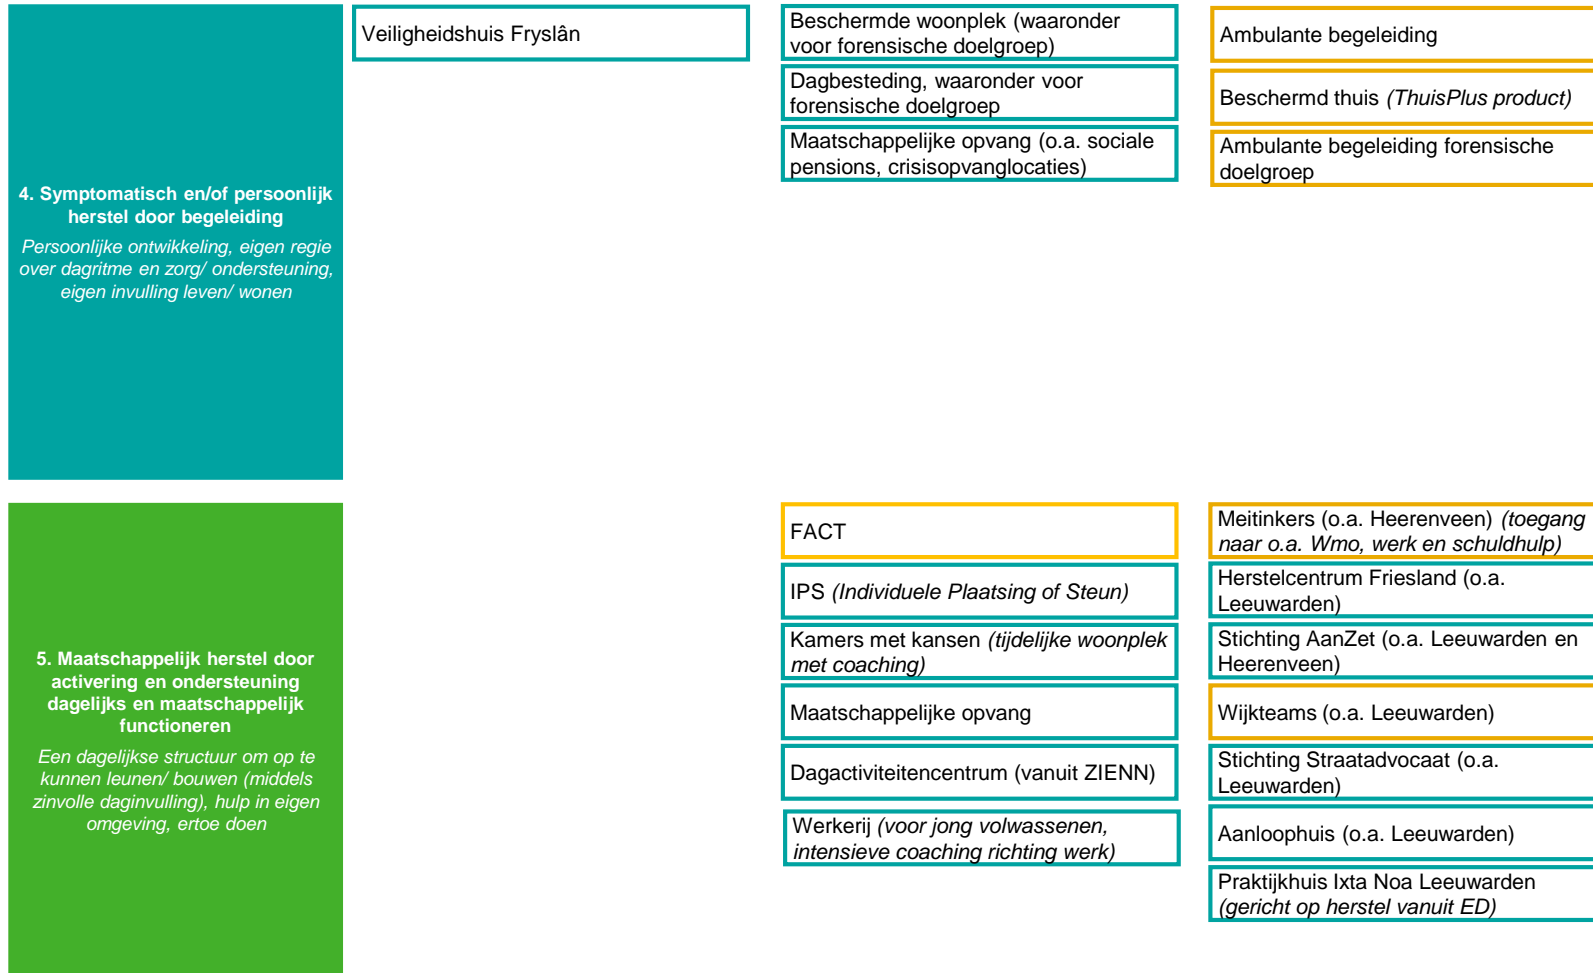 4. Symptomatisch en/of persoonlijk
herstel door begeleiding
Persoonlijke ontwikkeling, eigen regie
over dagritme en zorg/ ondersteuning,
eigen invulling leven/ wonen
Veiligheidshuis Fryslân
Beschermde woonplek (waaronder
voor forensische doelgroep)
Dagbesteding, waaronder voor
forensische doelgroep
Maatschappelijke opvang (o.a. sociale
pensions, crisisopvanglocaties)
Ambulante begeleiding
Beschermd thuis (ThuisPlus product)
Ambulante begeleiding forensische
doelgroep
5. Maatschappelijk herstel door
activering en ondersteuning
dagelijks en maatschappelijk
functioneren
Een dagelijkse structuur om op te
kunnen leunen/ bouwen (middels
zinvolle daginvulling), hulp in eigen
omgeving, ertoe doen
FACT
IPS (Individuele Plaatsing of Steun)
Kamers met kansen (tijdelijke woonplek
met coaching)
Maatschappelijke opvang
Dagactiviteitencentrum (vanuit ZIENN)
Werkerij (voor jong volwassenen,
intensieve coaching richting werk)
Meitinkers (o.a. Heerenveen) (toegang
naar o.a. Wmo, werk en schuldhulp)
Herstelcentrum Friesland (o.a.
Leeuwarden)
Stichting AanZet (o.a. Leeuwarden en
Heerenveen)
Wijkteams (o.a. Leeuwarden)
Stichting Straatadvocaat (o.a.
Leeuwarden)
Aanloophuis (o.a. Leeuwarden)
Praktijkhuis Ixta Noa Leeuwarden
(gericht op herstel vanuit ED)